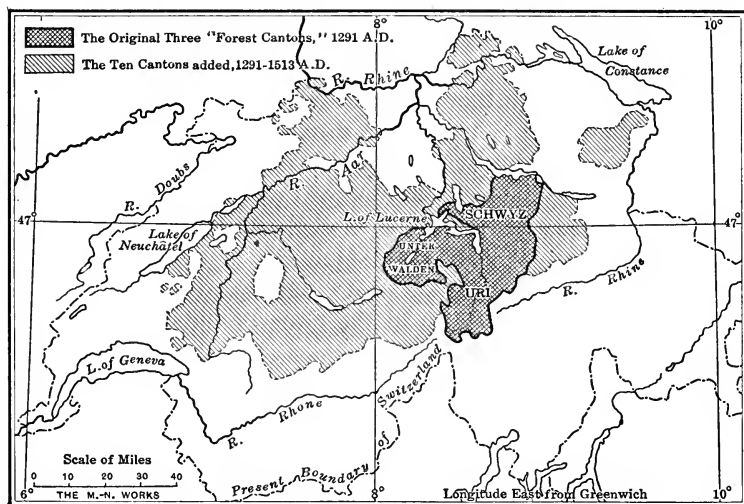 The Original Three "Forest Cantons," 1291 A.D.
The Ten Cantons added, 1291-1513 A.D.
8°
10°
Lake of
Constance
R. Rhine
R. Doubs
R. Aar
47°
47°
Lake of
Neuchâtel
L. of Lucerne
SCHWYZ
UNTER
WALDEN
URI
R. Rhine
L. of Geneva
R. Rhone
Present Boundary of Switzerland
Scale of Miles
0 10 20 30 40
THE M.-N. WORKS
6°
8°
Longitude East from Greenwich
10°